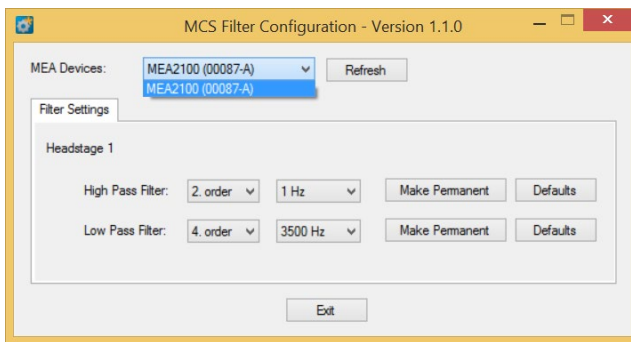 MCS Filter Configuration - Version 1.1.0
MEA Devices: MEA2100 (00087-A) Refresh
MEA2100 (00087-A)
Filter Settings
Headstage 1
High Pass Filter: 2. order 1 Hz Make Permanent Defaults
Low Pass Filter: 4. order 3500 Hz Make Permanent Defaults
Exit